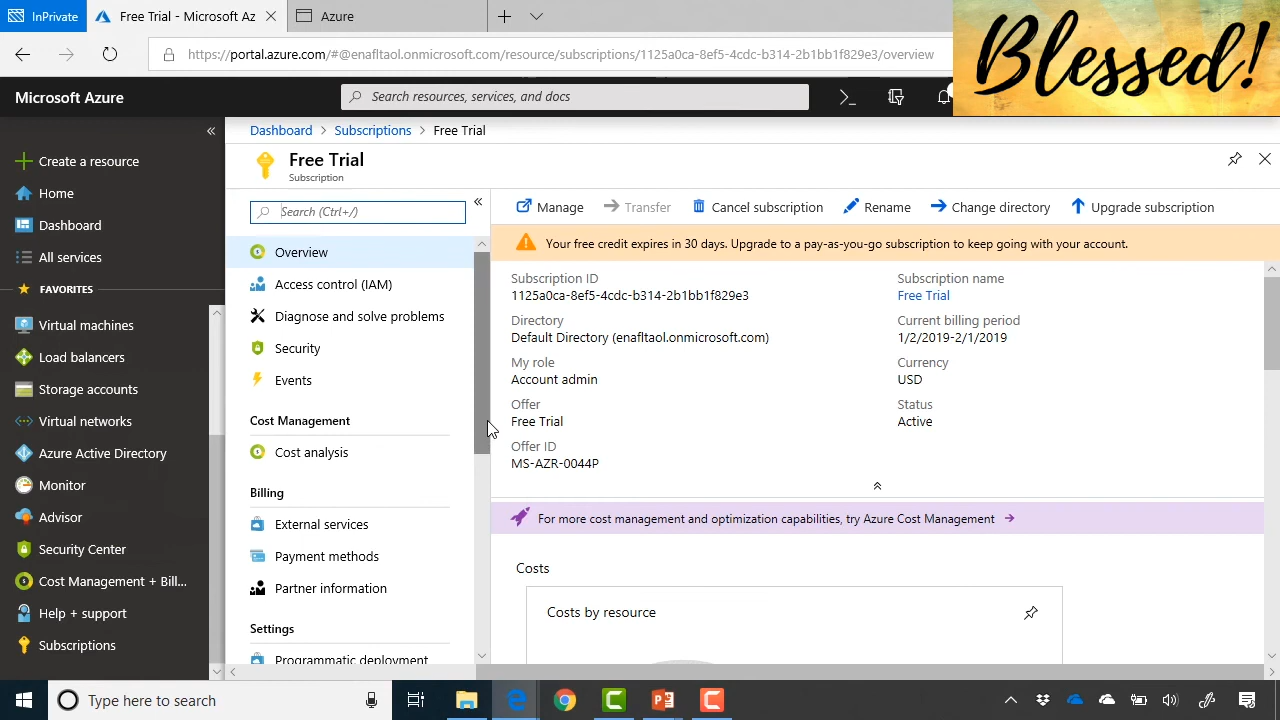 InPrivate
Free Trial - Microsoft Az
Azure
https://portal.azure.com/#@enafltaol.onmicrosoft.com/resource/subscriptions/1125a0ca-8ef5-4cdc-b314-2b1bb1f829e3/overview
Blessed!
Microsoft Azure
Search resources, services, and docs
Create a resource
Home
Dashboard
All services
FAVORITES
Virtual machines
Load balancers
Storage accounts
Virtual networks
Azure Active Directory
Monitor
Advisor
Security Center
Cost Management + Bill...
Help + support
Subscriptions
Dashboard > Subscriptions > Free Trial
Free Trial
Subscription
Search (Ctrl+/)
Overview
Access control (IAM)
Diagnose and solve problems
Security
Events
Cost Management
Cost analysis
Billing
External services
Payment methods
Partner information
Settings
Programmatic deployment
Manage Transfer Cancel subscription Rename Change directory Upgrade subscription
Your free credit expires in 30 days. Upgrade to a pay-as-you-go subscription to keep going with your account.
Subscription ID
1125a0ca-8ef5-4cdc-b314-2b1bb1f829e3
Directory
Default Directory (enafltaol.onmicrosoft.com)
My role
Account admin
Offer
Free Trial
Offer ID
MS-AZR-0044P
Subscription name
Free Trial
Current billing period
1/2/2019-2/1/2019
Currency
USD
Status
Active
For more cost management and optimization capabilities, try Azure Cost Management
Costs
Costs by resource
Type here to search